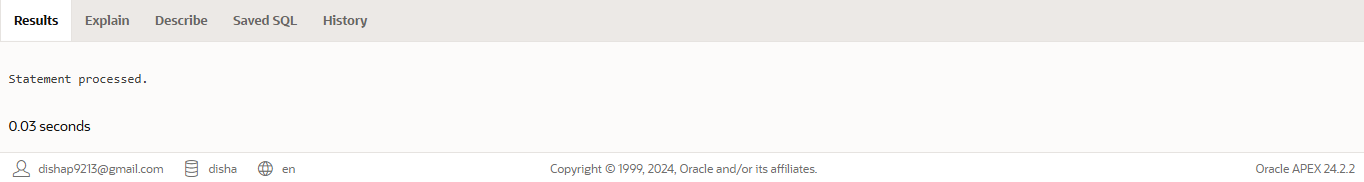 Results Explain Describe Saved SQL History
Statement processed.
0.03 seconds
dishap9213@gmail.com disha en Copyright © 1999, 2024, Oracle and/or its affiliates. Oracle APEX 24.2.2